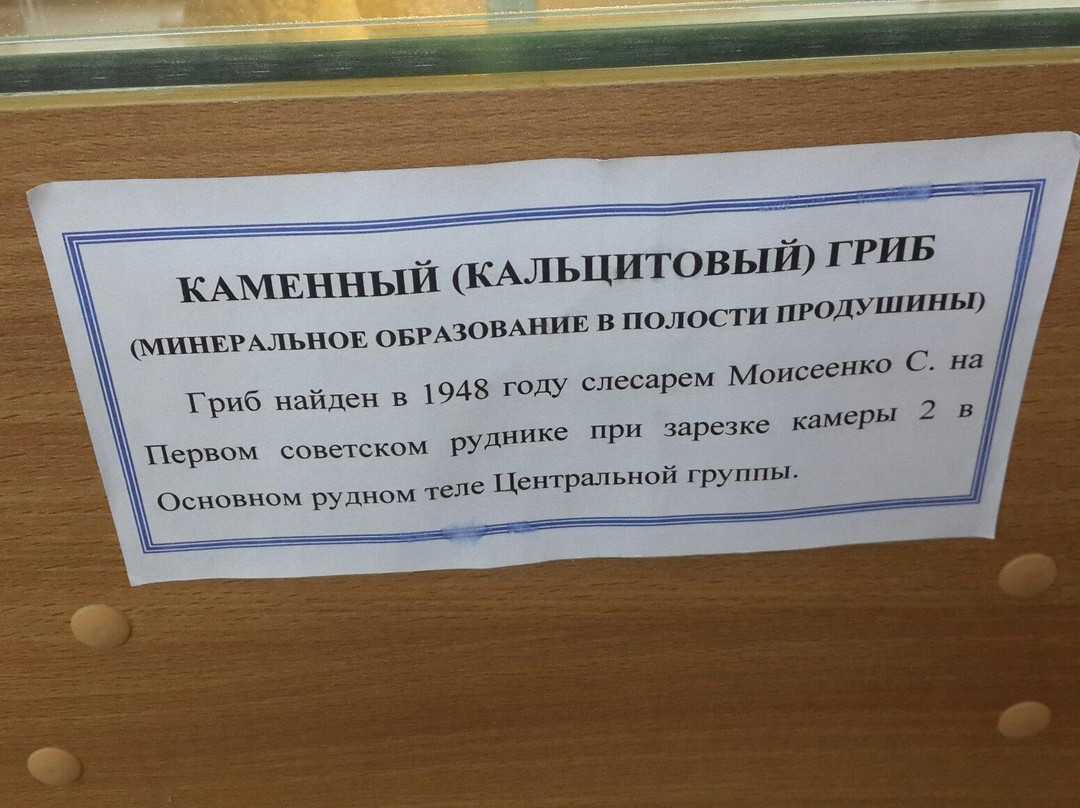 КАМЕННЫЙ (КАЛЬЦИТОВЫЙ) ГРИБ
(МИНЕРАЛЬНОЕ ОБРАЗОВАНИЕ В ПОЛОСТИ ПРОДУШИНЫ)
Гриб найден в 1948 году слесарем Моисеенко С. на
Первом советском руднике при зарезке камеры 2 в
Основном рудном теле Центральной группы.